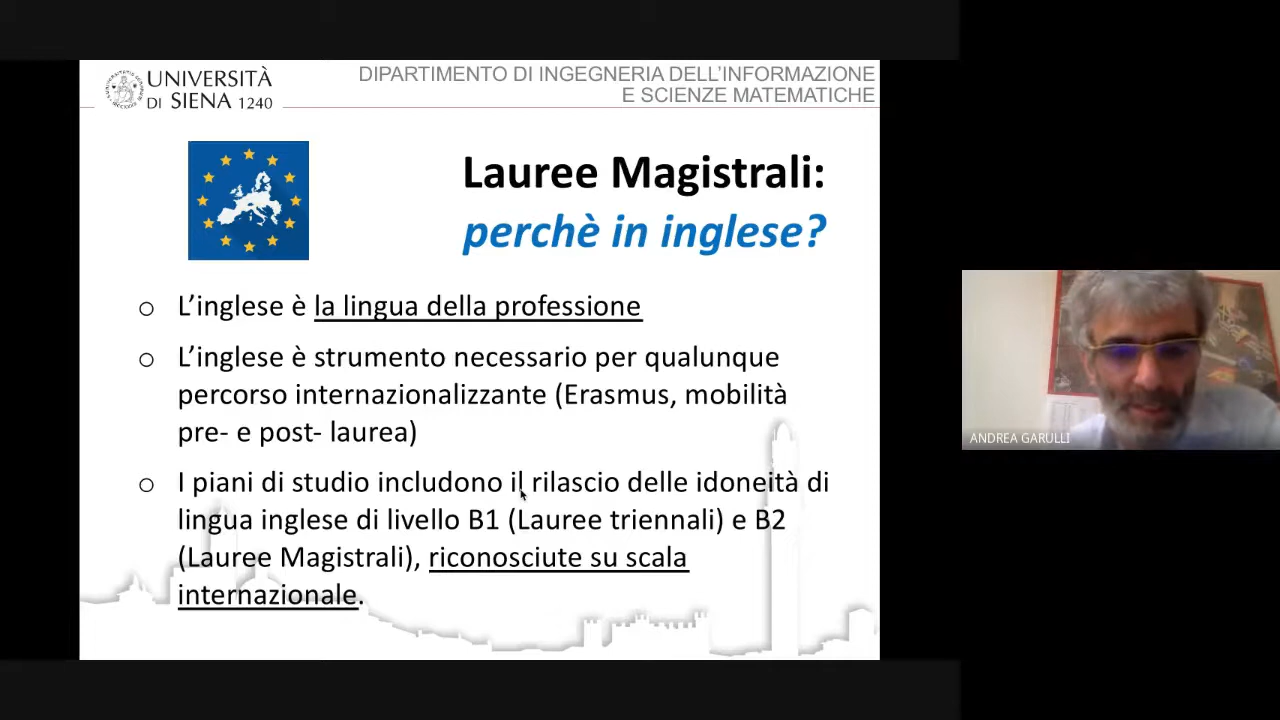 UNIVERSITÀ
DI SIENA 1240
DIPARTIMENTO DI INGEGNERIA DELL'INFORMAZIONE
E SCIENZE MATEMATICHE
Lauree Magistrali:
perchè in inglese?
o L'inglese è la lingua della professione
o L'inglese è strumento necessario per qualunque
percorso internazionalizzante (Erasmus, mobilità
pre- e post- laurea)
o I piani di studio includono il rilascio delle idoneità di
lingua inglese di livello B1 (Lauree triennali) e B2
(Lauree Magistrali), riconosciute su scala
internazionale.
ANDREA GARULLI